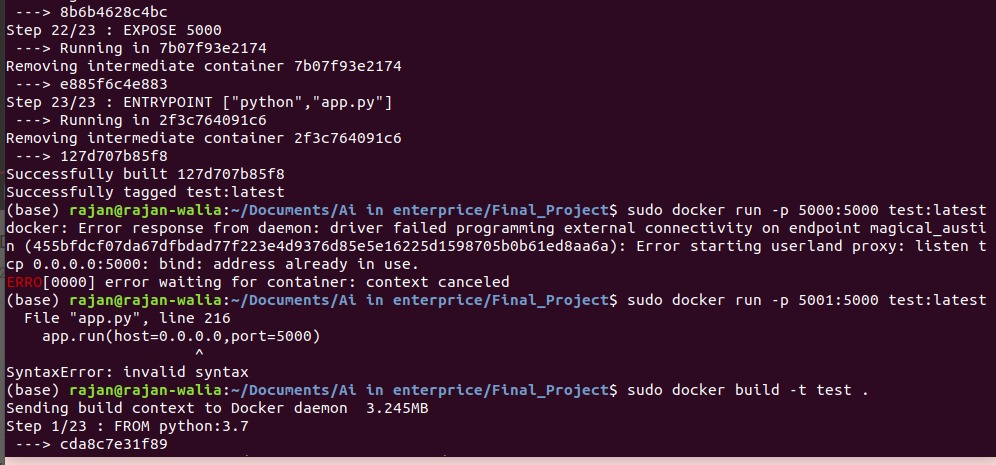 ---> 8b6b4628c4bc
Step 22/23 : EXPOSE 5000
---> Running in 7b07f93e2174
Removing intermediate container 7b07f93e2174
---> e885f6c4e883
Step 23/23 : ENTRYPOINT ["python","app.py"]
---> Running in 2f3c764091c6
Removing intermediate container 2f3c764091c6
---> 127d707b85f8
Successfully built 127d707b85f8
Successfully tagged test:latest
(base) rajan@rajan-walia:~/Documents/Ai in enterprice/Final_Project$ sudo docker run -p 5000:5000 test:latest
docker: Error response from daemon: driver failed programming external connectivity on endpoint magical_austi
n (455bfdcf07da67dfbdad77f223e4d9376d85e5e16225d1598705b0b61ed8aa6a): Error starting userland proxy: listen t
cp 0.0.0.0:5000: bind: address already in use.
ERRO[0000] error waiting for container: context canceled
(base) rajan@rajan-walia:~/Documents/Ai in enterprice/Final_Project$ sudo docker run -p 5001:5000 test:latest
File "app.py", line 216
app.run(host=0.0.0.0,port=5000)
^
SyntaxError: invalid syntax
(base) rajan@rajan-walia:~/Documents/Ai in enterprice/Final_Project$ sudo docker build -t test .
Sending build context to Docker daemon  3.245MB
Step 1/23 : FROM python:3.7
---> cda8c7e31f89